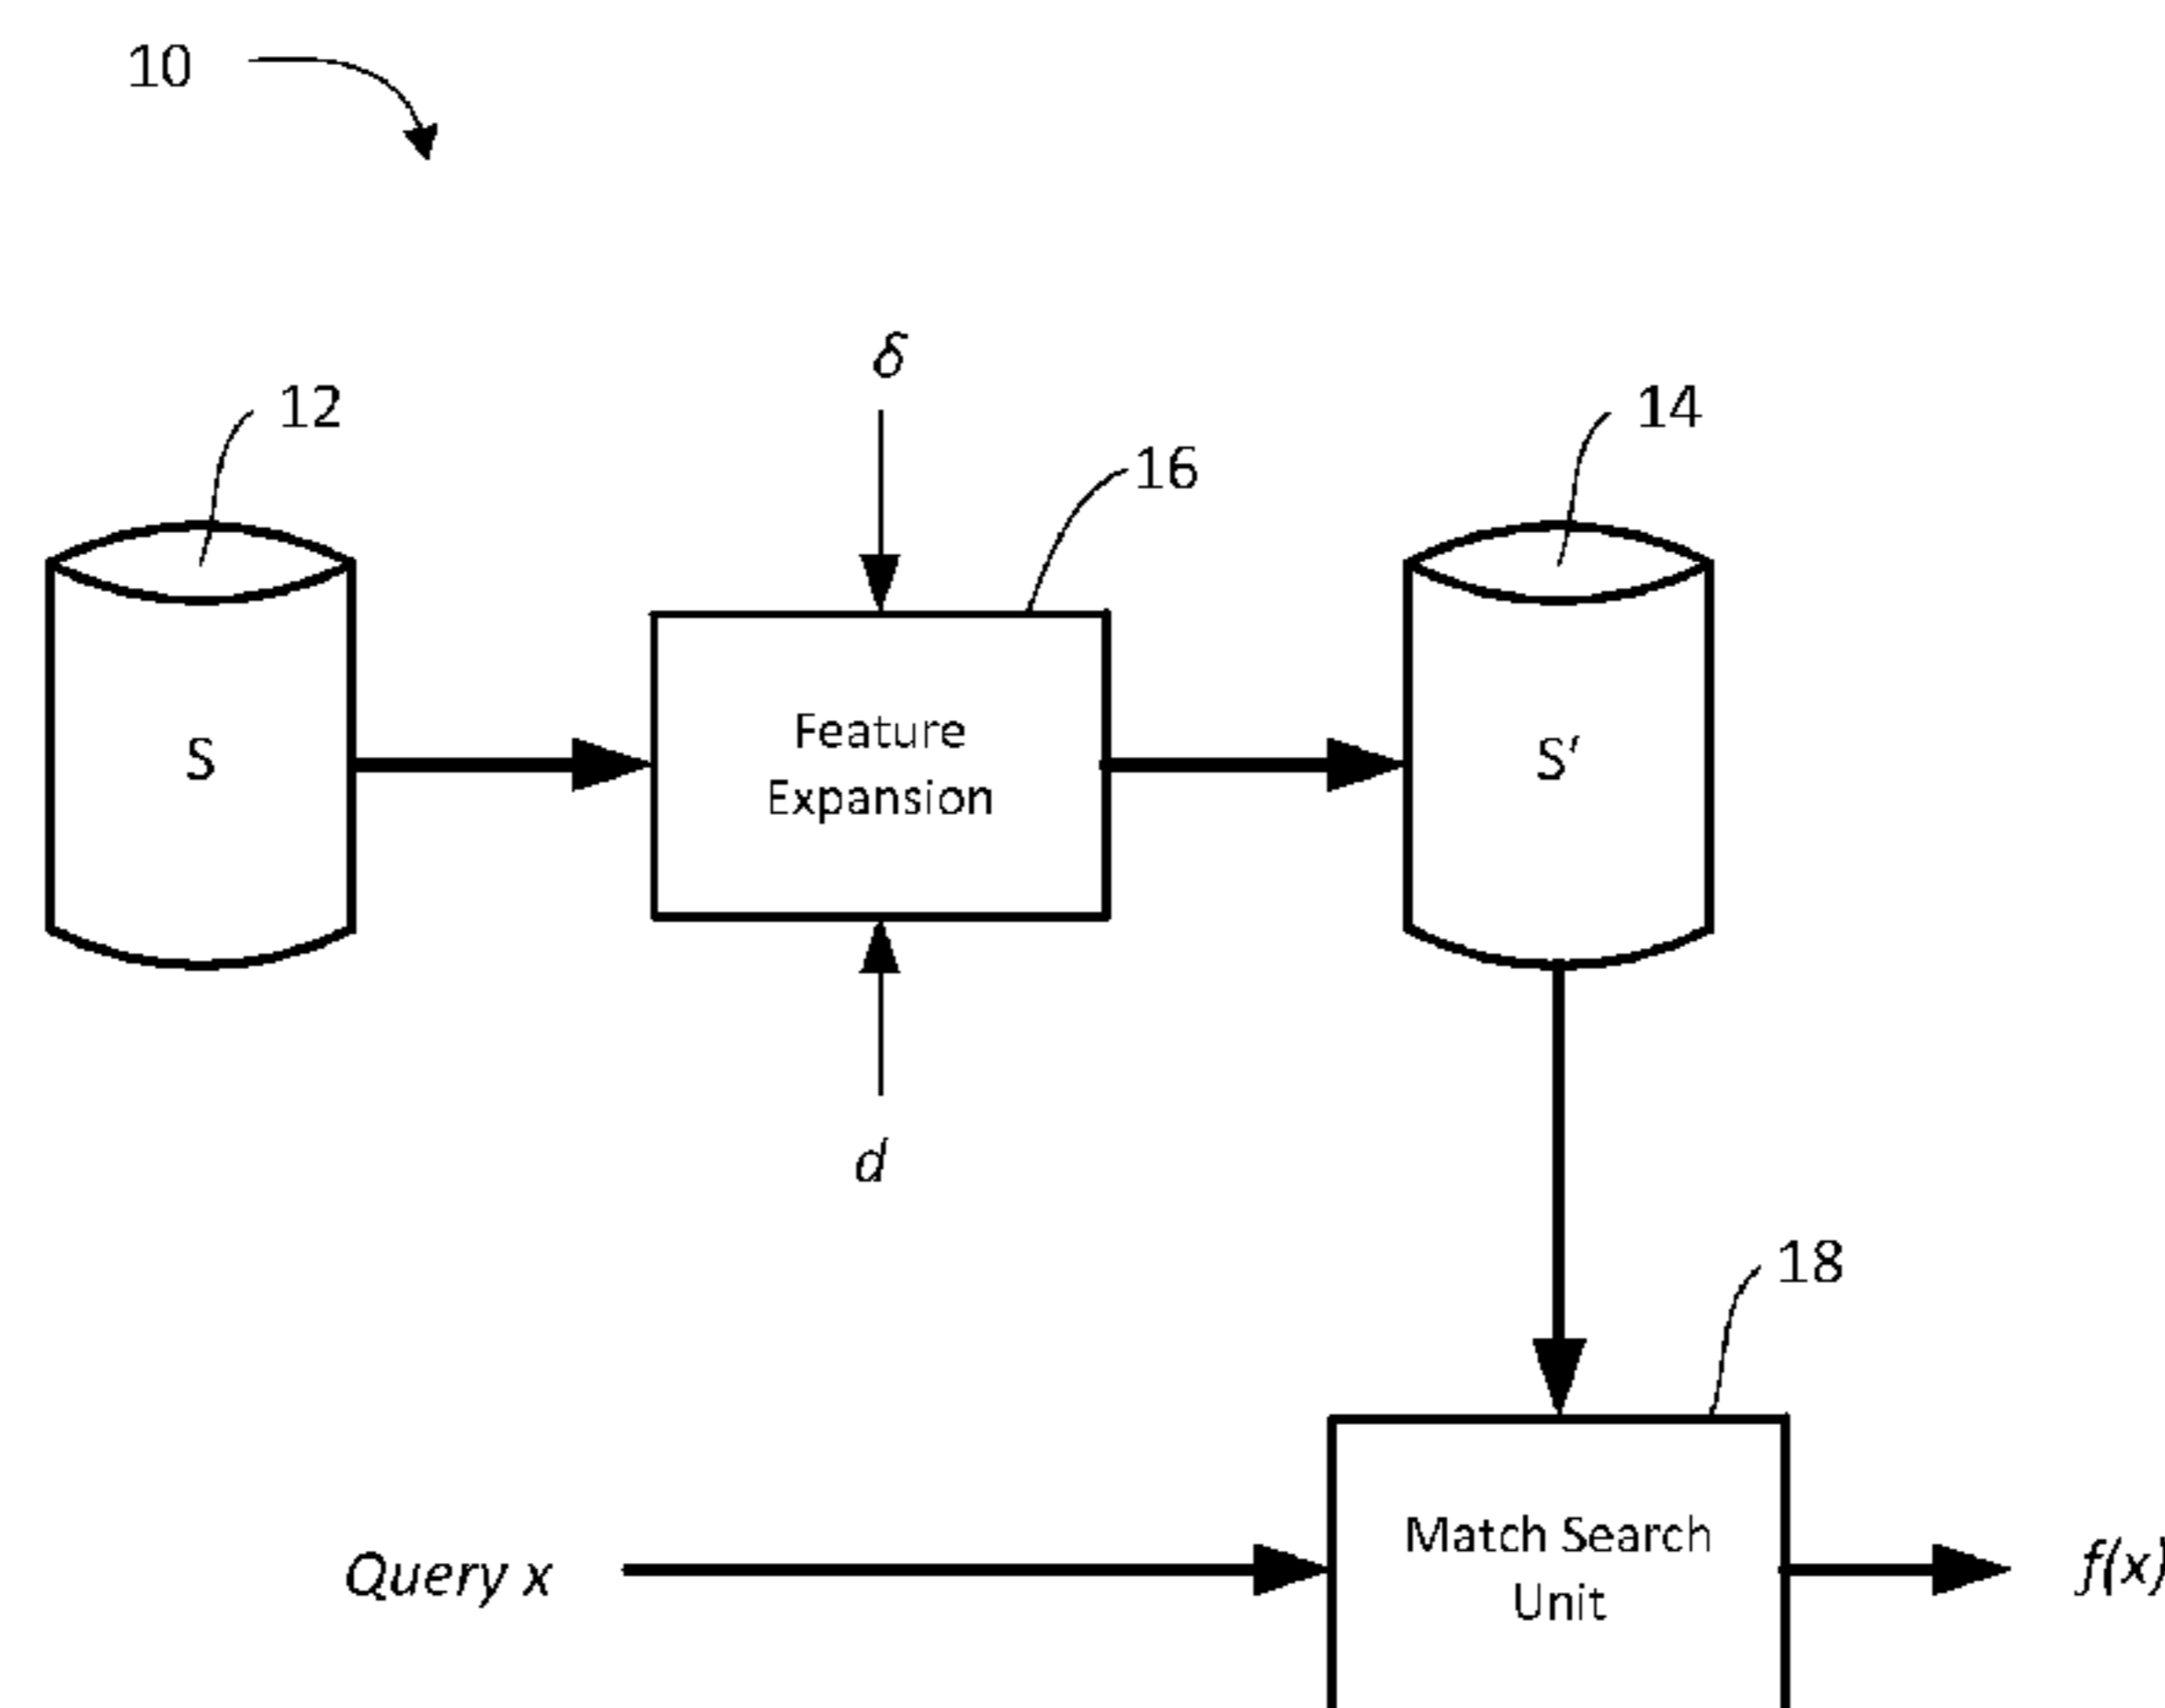 10
δ
12
14
16
S
Feature
Expansion
S'
d
18
Match Search
Unit
Query x
f(x)